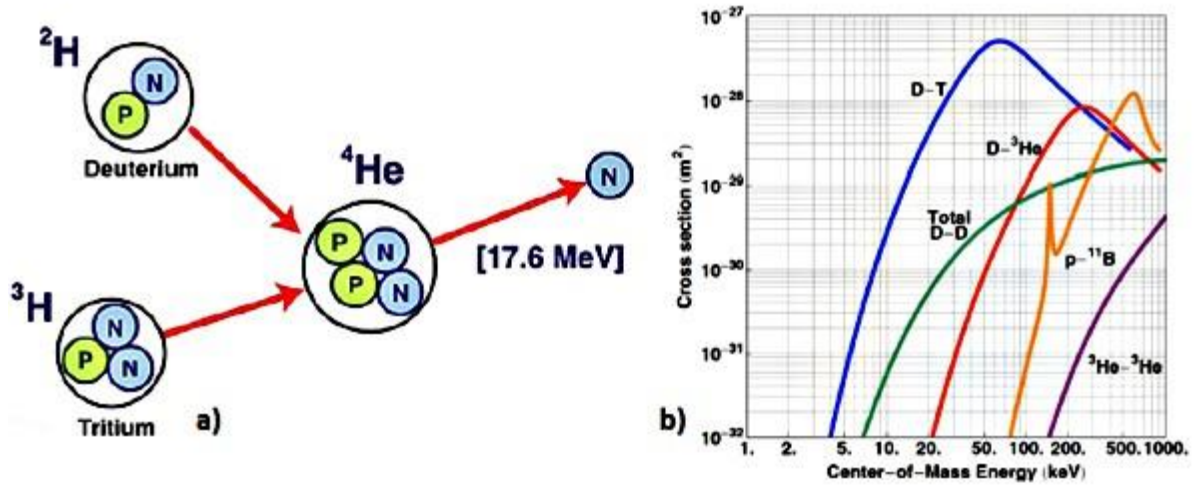 ²H
N
P
Deuterium
³H
N
P
N
Tritium
a)
⁴He
P
N
P
N
N
[17.6 MeV]
b)
Cross section (m²)
10⁻²⁷
10⁻²⁸
10⁻²⁹
10⁻³⁰
10⁻³¹
10⁻³²
D–T
D–³He
Total
D–D
p–¹¹B
³He–³He
1. 2. 5. 10. 20. 50. 100. 200. 500. 1000.
Center–of–Mass Energy (keV)